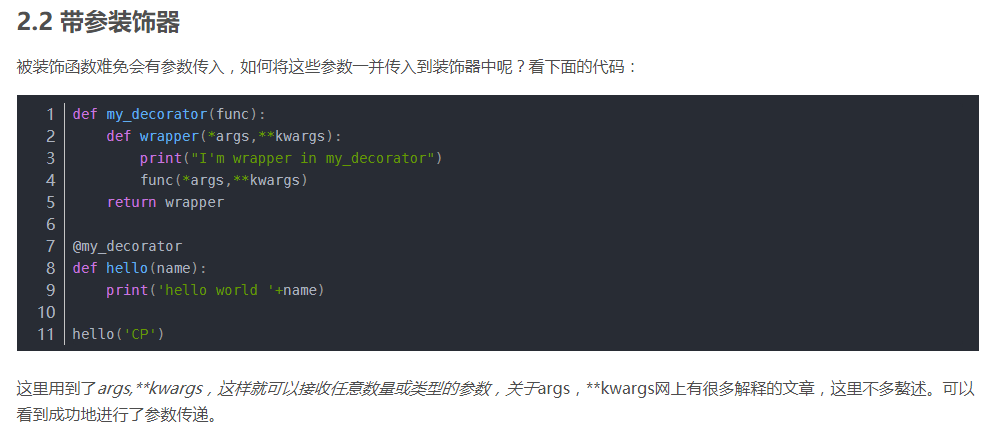 2.2 带参装饰器
被装饰函数难免会有参数传入，如何将这些参数一并传入到装饰器中呢？看下面的代码：
1 def my_decorator(func):
2     def wrapper(*args,**kwargs):
3         print("I'm wrapper in my_decorator")
4         func(*args,**kwargs)
5     return wrapper
6
7 @my_decorator
8 def hello(name):
9     print('hello world '+name)
10
11 hello('CP')
这里用到了args,**kwargs，这样就可以接收任意数量或类型的参数，关于args，**kwargs网上有很多解释的文章，这里不多鳌述。可以
看到成功地进行了参数传递。